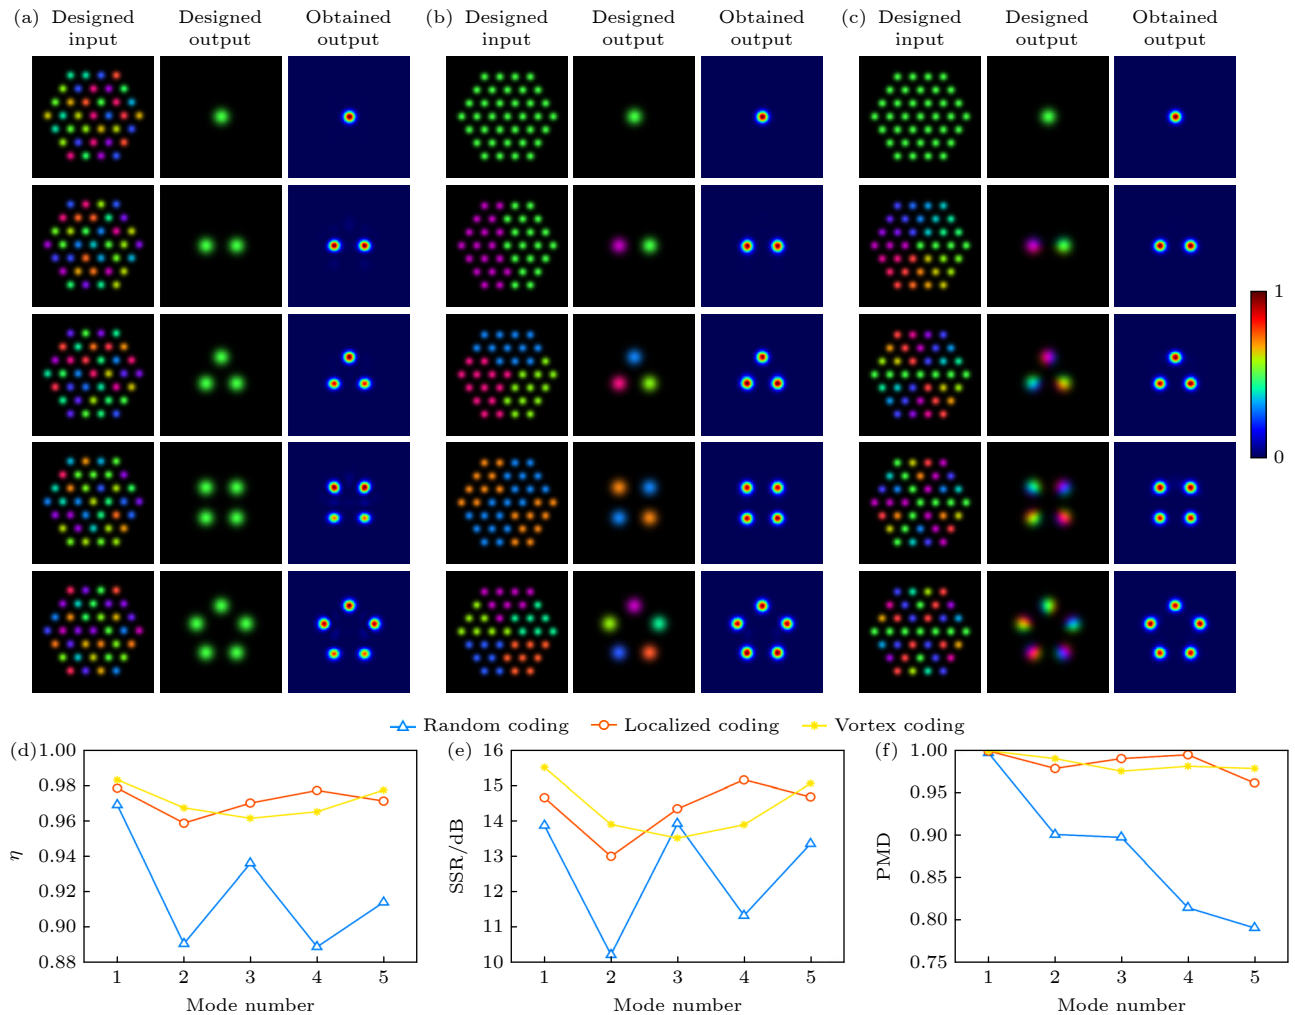 (a) Designed input Designed output Obtained output
(b) Designed input Designed output Obtained output
(c) Designed input Designed output Obtained output
1
0
Random coding Localized coding Vortex coding
(d)
1.00
0.98
0.96
0.94
0.92
0.90
0.88
η
1 2 3 4 5
Mode number
(e)
16
15
14
13
12
11
10
SSR/dB
1 2 3 4 5
Mode number
(f)
1.00
0.95
0.90
0.85
0.80
0.75
PMD
1 2 3 4 5
Mode number